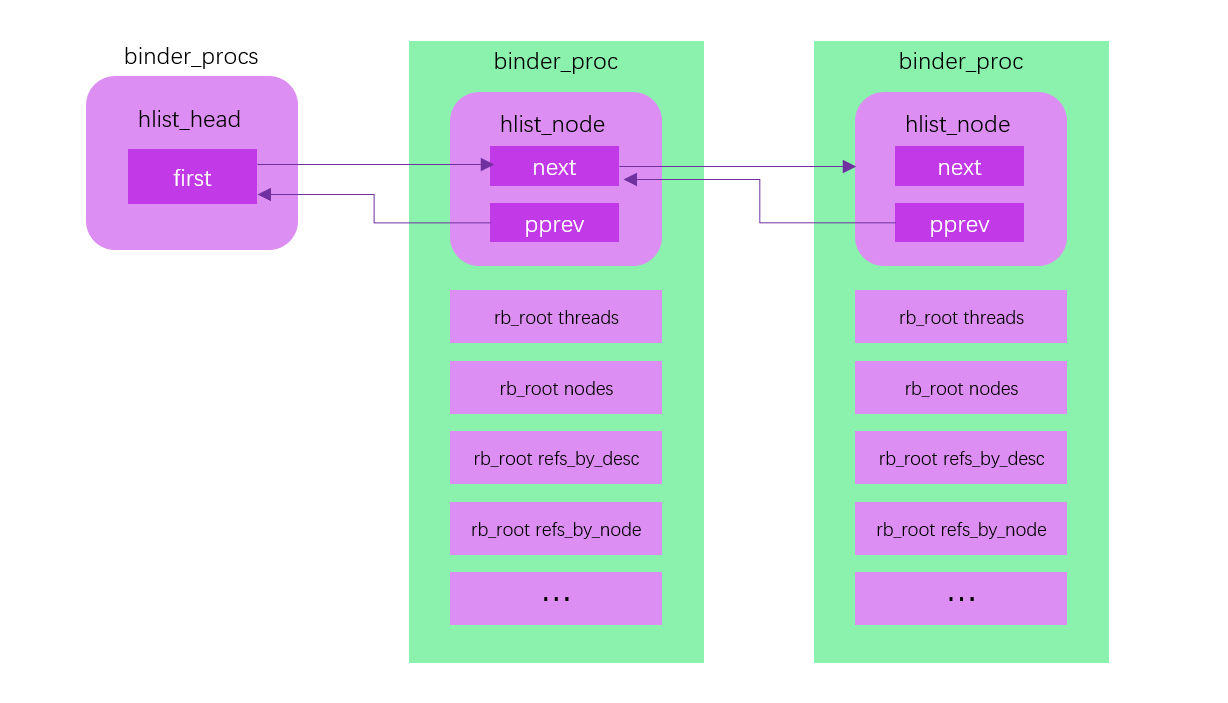 binder_procs
hlist_head
first
binder_proc
hlist_node
next
pprev
rb_root threads
rb_root nodes
rb_root refs_by_desc
rb_root refs_by_node
...
binder_proc
hlist_node
next
pprev
rb_root threads
rb_root nodes
rb_root refs_by_desc
rb_root refs_by_node
...